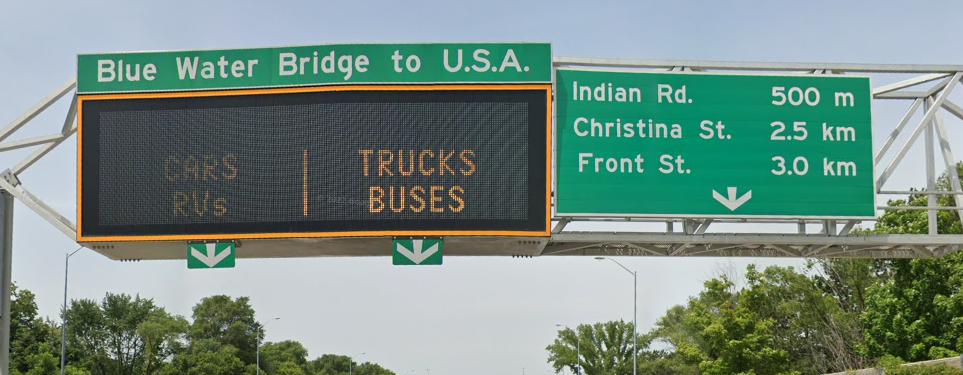 Blue Water Bridge to U.S.A.
CARS | TRUCKS
RVs | BUSES
Indian Rd. 500 m
Christina St. 2.5 km
Front St. 3.0 km